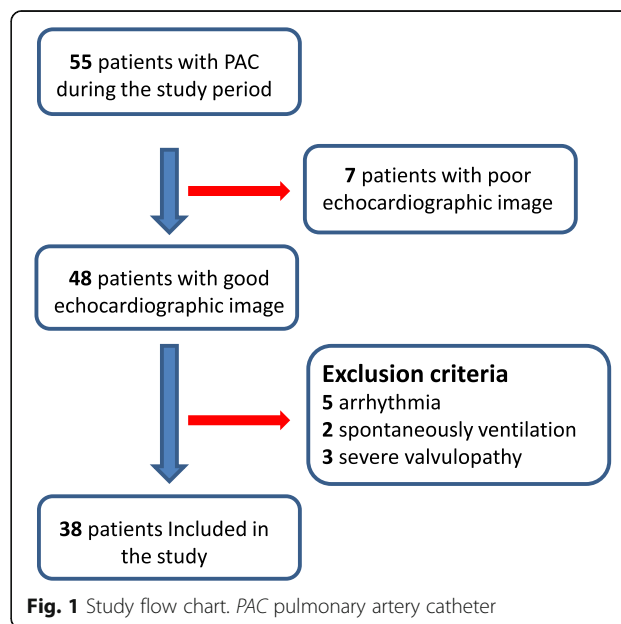 55 patients with PAC
during the study period
7 patients with poor
echocardiographic image
48 patients with good
echocardiographic image
Exclusion criteria
5 arrhythmia
2 spontaneously ventilation
3 severe valvulopathy
38 patients Included in
the study
Fig. 1 Study flow chart. PAC pulmonary artery catheter